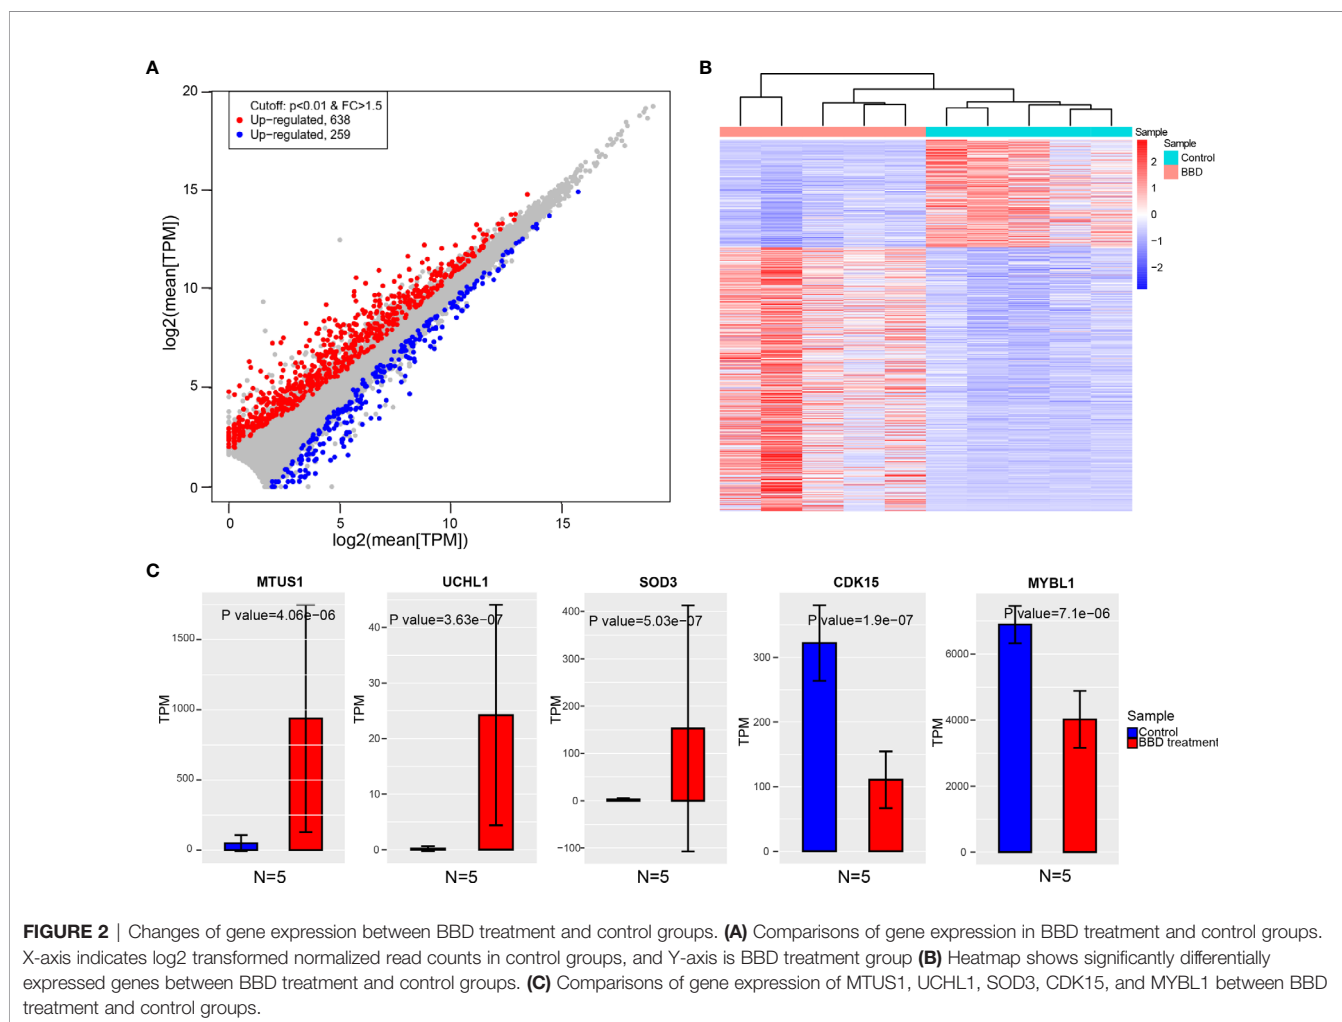 A
20
15
10
5
0
log2(mean[TPM])
Cutoff: p<0.01 & FC>1.5
Up-regulated, 638
Up-regulated, 259
0 5 10 15
log2(mean[TPM])
B
Sample
2
1
0
-1
-2
Sample
Control
BBD
C
MTUS1
P value=4.06e-06
TPM
1500
1000
500
0
N=5
UCHL1
P value=3.63e-07
TPM
40
30
20
10
0
N=5
SOD3
P value=5.03e-07
400
300
200
100
0
-100
N=5
CDK15
P value=1.9e-07
TPM
300
200
100
0
N=5
MYBL1
P value=7.1e-06
TPM
6000
4000
2000
0
N=5
Sample
Control
BBD treatment
FIGURE 2 | Changes of gene expression between BBD treatment and control groups. (A) Comparisons of gene expression in BBD treatment and control groups.
X-axis indicates log2 transformed normalized read counts in control groups, and Y-axis is BBD treatment group (B) Heatmap shows significantly differentially
expressed genes between BBD treatment and control groups. (C) Comparisons of gene expression of MTUS1, UCHL1, SOD3, CDK15, and MYBL1 between BBD
treatment and control groups.